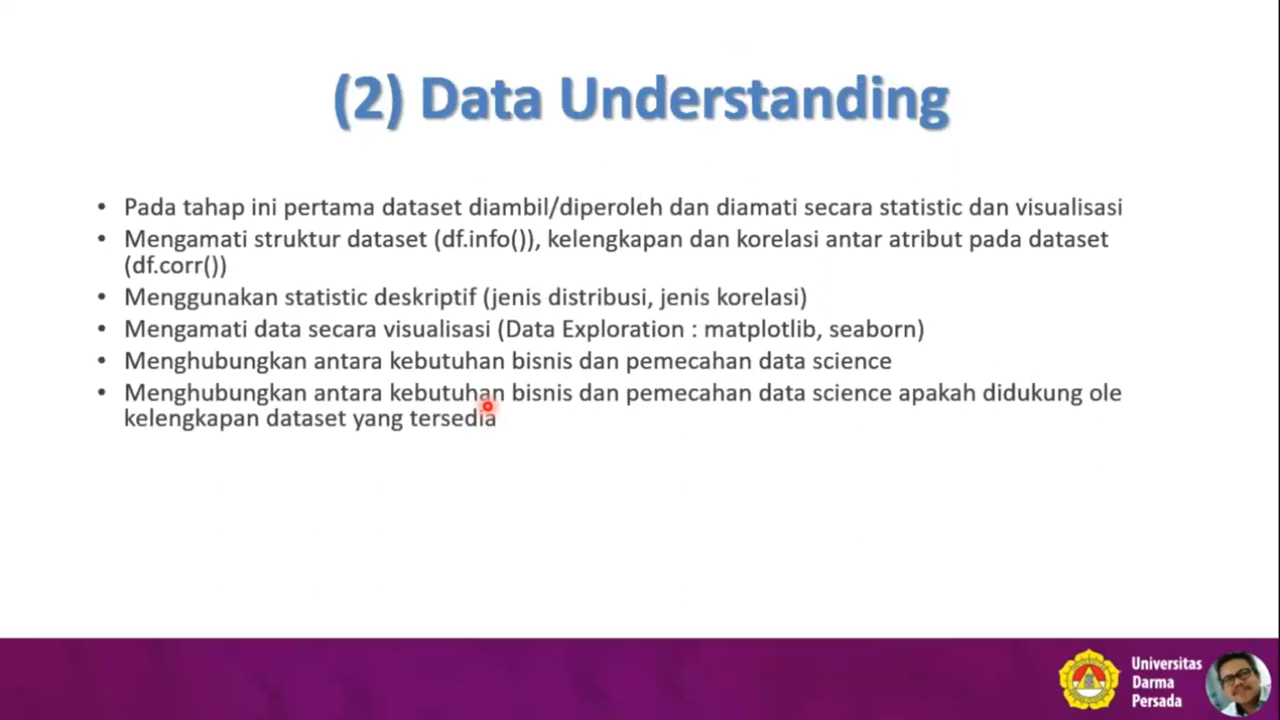 (2) Data Understanding
• Pada tahap ini pertama dataset diambil/diperoleh dan diamati secara statistic dan visualisasi
• Mengamati struktur dataset (df.info()), kelengkapan dan korelasi antar atribut pada dataset
(df.corr())
• Menggunakan statistic deskriptif (jenis distribusi, jenis korelasi)
• Mengamati data secara visualisasi (Data Exploration : matplotlib, seaborn)
• Menghubungkan antara kebutuhan bisnis dan pemecahan data science
• Menghubungkan antara kebutuhan bisnis dan pemecahan data science apakah didukung ole
kelengkapan dataset yang tersedia
Universitas
Darma
Persada